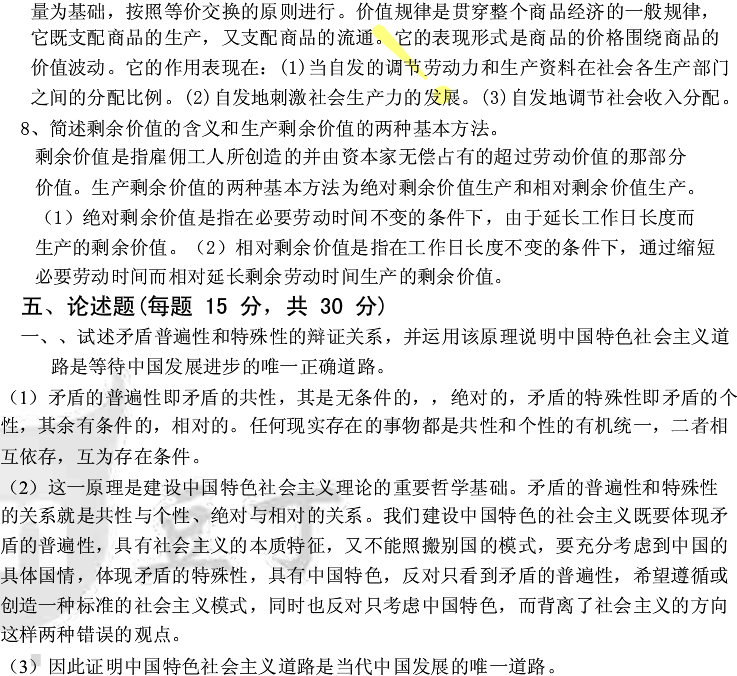 量为基础，按照等价交换的原则进行。价值规律是贯穿整个商品经济的一般规律，
它既支配商品的生产，又支配商品的流通。它的表现形式是商品的价格围绕商品的
价值波动。它的作用表现在：(1)当自发的调节劳动力和生产资料在社会各生产部门
之间的分配比例。(2)自发地刺激社会生产力的发展。(3)自发地调节社会收入分配。
8、简述剩余价值的含义和生产剩余价值的两种基本方法。
剩余价值是指雇佣工人所创造的并由资本家无偿占有的超过劳动价值的那部分
价值。生产剩余价值的两种基本方法为绝对剩余价值生产和相对剩余价值生产。
（1）绝对剩余价值是指在必要劳动时间不变的条件下，由于延长工作日长度而
生产的剩余价值。（2）相对剩余价值是指在工作日长度不变的条件下，通过缩短
必要劳动时间而相对延长剩余劳动时间生产的剩余价值。
五、论述题(每题 15 分，共 30 分)
一、、试述矛盾普遍性和特殊性的辩证关系，并运用该原理说明中国特色社会主义道
路是等待中国发展进步的唯一正确道路。
（1）矛盾的普遍性即矛盾的共性，其是无条件的，，绝对的，矛盾的特殊性即矛盾的个
性，其余有条件的，相对的。任何现实存在的事物都是共性和个性的有机统一，二者相
互依存，互为存在条件。
（2）这一原理是建设中国特色社会主义理论的重要哲学基础。矛盾的普遍性和特殊性
的关系就是共性与个性、绝对与相对的关系。我们建设中国特色的社会主义既要体现矛
盾的普遍性，具有社会主义的本质特征，又不能照搬别国的模式，要充分考虑到中国的
具体国情，体现矛盾的特殊性，具有中国特色，反对只看到矛盾的普遍性，希望遵循或
创造一种标准的社会主义模式，同时也反对只考虑中国特色，而背离了社会主义的方向
这样两种错误的观点。
（3）因此证明中国特色社会主义道路是当代中国发展的唯一道路。
豆丁